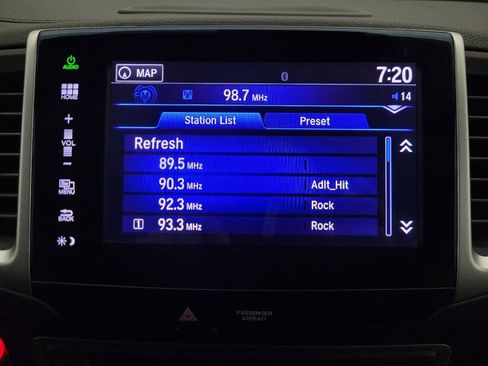 AUDIO
MAP
7:20
HOME
FM
98.7 MHz
14
+
Station List
Preset
VOL
Refresh
89.5 MHz
−
90.3 MHz
Adlt_Hit
MENU
92.3 MHz
Rock
BACK
93.3 MHz
Rock
PASSENGER
AIRBAG